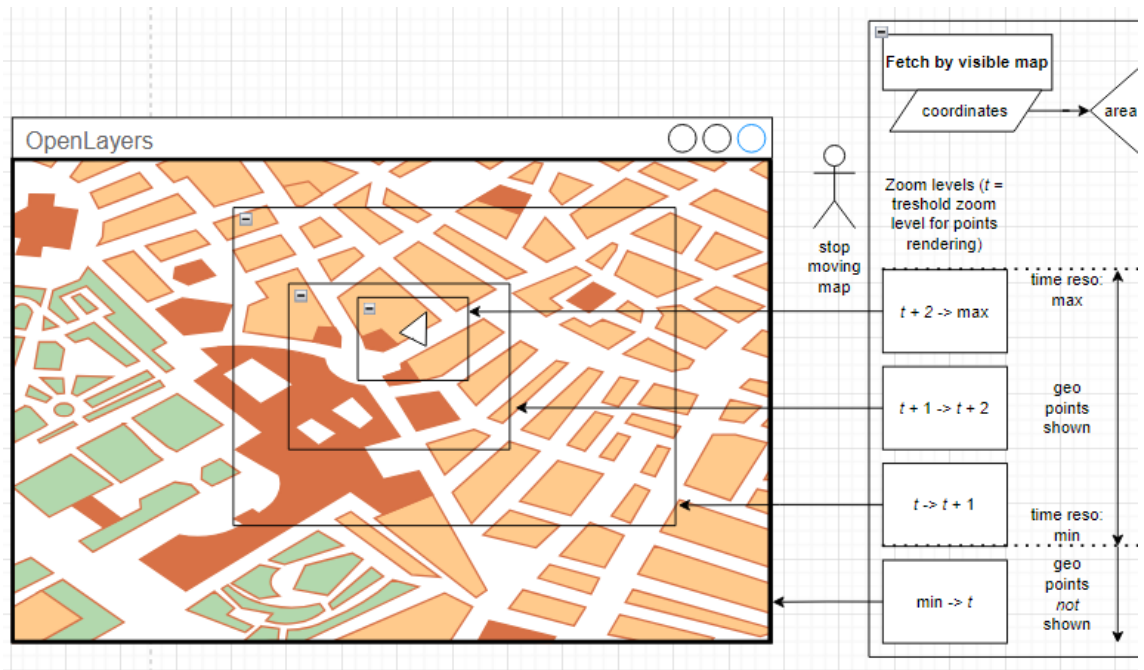 OpenLayers
stop
moving
map
Fetch by visible map
coordinates
area
Zoom levels (t =
treshold zoom
level for points
rendering)
time reso:
max
t + 2 -> max
t + 1 -> t + 2
geo
points
shown
t -> t + 1
time reso:
min
geo
points
not
shown
min -> t